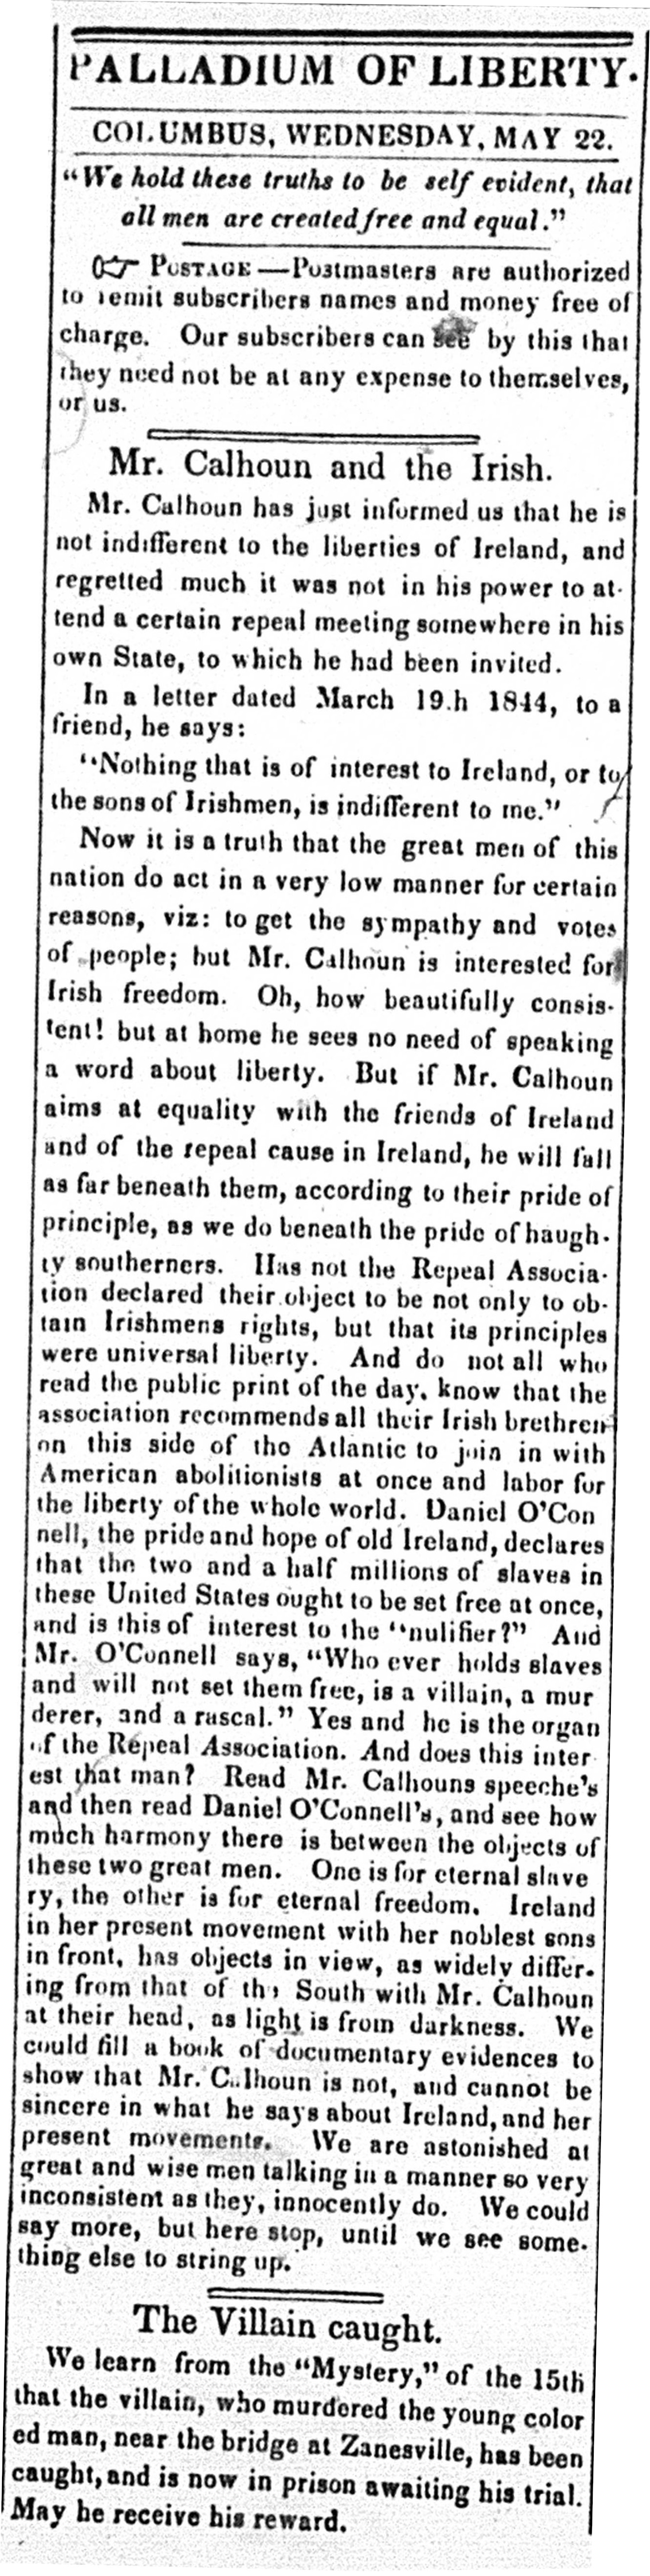 PALLADIUM OF LIBERTY.
COLUMBUS, WEDNESDAY, MAY 22.
"We hold these truths to be self evident, that
all men are created free and equal."
POSTAGE—Postmasters are authorized
to remit subscribers names and money free of
charge. Our subscribers can see by this that
they need not be at any expense to themselves,
or us.
Mr. Calhoun and the Irish.
Mr. Calhoun has just informed us that he is
not indifferent to the liberties of Ireland, and
regretted much it was not in his power to at-
tend a certain repeal meeting somewhere in his
own State, to which he had been invited.
In a letter dated March 19.h 1844, to a
friend, he says:
"Nothing that is of interest to Ireland, or to
the sons of Irishmen, is indifferent to me."
Now it is a truth that the great men of this
nation do act in a very low manner for certain
reasons, viz: to get the sympathy and votes
of people; but Mr. Calhoun is interested for
Irish freedom. Oh, how beautifully consis-
tent! but at home he sees no need of speaking
a word about liberty. But if Mr. Calhoun
aims at equality with the friends of Ireland
and of the repeal cause in Ireland, he will fall
as far beneath them, according to their pride of
principle, as we do beneath the pride of haugh-
ty southerners. Has not the Repeal Associa-
tion declared their object to be not only to ob-
tain Irishmens rights, but that its principles
were universal liberty. And do not all who
read the public print of the day, know that the
association recommends all their Irish brethren
on this side of the Atlantic to join in with
American abolitionists at once and labor for
the liberty of the whole world. Daniel O'Con
nell, the pride and hope of old Ireland, declares
that the two and a half millions of slaves in
these United States ought to be set free at once,
and is this of interest to the "nulifier?" And
Mr. O'Connell says, "Who ever holds slaves
and will not set them free, is a villain, a mur
derer, and a rascal." Yes and he is the organ
of the Repeal Association. And does this inter
est that man? Read Mr. Calhouns speeche's
and then read Daniel O'Connell's, and see how
much harmony there is between the objects of
these two great men. One is for eternal slave
ry, the other is for eternal freedom. Ireland
in her present movement with her noblest sons
in front, has objects in view, as widely differ-
ing from that of the South with Mr. Calhoun
at their head, as light is from darkness. We
could fill a book of documentary evidences to
show that Mr. Calhoun is not, and cannot be
sincere in what he says about Ireland, and her
present movements. We are astonished at
great and wise men talking in a manner so very
inconsistent as they, innocently do. We could
say more, but here stop, until we see some-
thing else to string up.
The Villain caught.
We learn from the "Mystery," of the 15th
that the villain, who murdered the young color
ed man, near the bridge at Zanesville, has been
caught, and is now in prison awaiting his trial.
May he receive his reward.